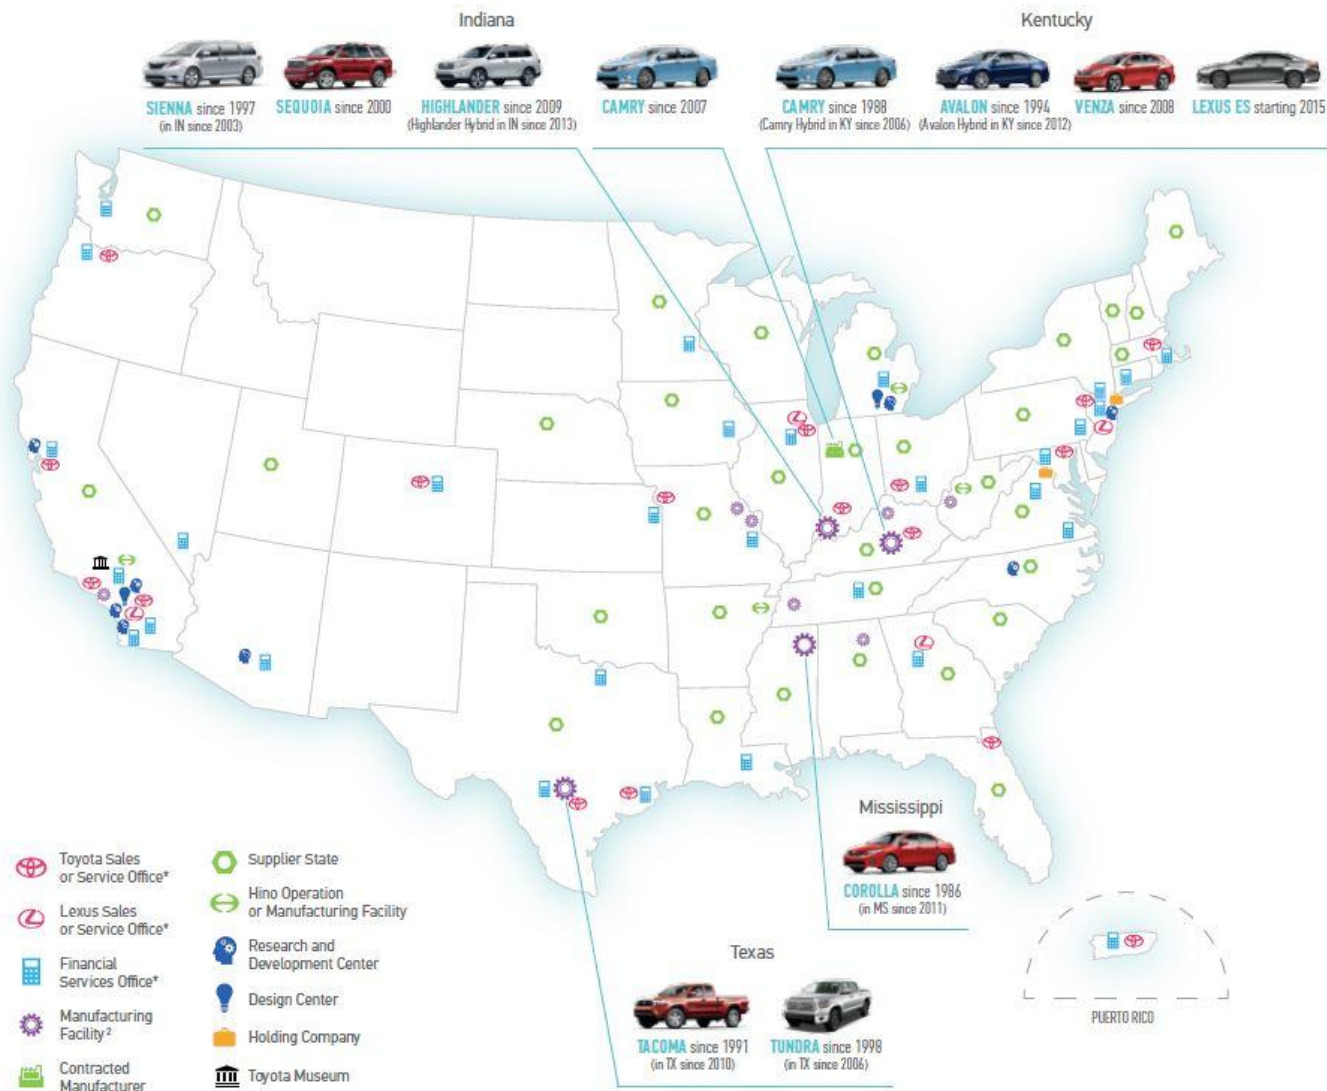 Indiana
Kentucky
SIENNA since 1997
(in IN since 2003)
SEQUOIA since 2000
HIGHLANDER since 2009
(Highlander Hybrid in IN since 2013)
CAMRY since 2007
CAMRY since 1988
(Camry Hybrid in KY since 2006)
AVALON since 1994
(Avalon Hybrid in KY since 2012)
VENZA since 2008
LEXUS ES starting 2015
Mississippi
COROLLA since 1986
(in MS since 2011)
Texas
TACOMA since 1991
(in TX since 2010)
TUNDRA since 1998
(in TX since 2006)
PUERTO RICO
Toyota Sales
or Service Office*
Lexus Sales
or Service Office*
Financial
Services Office*
Manufacturing
Facility²
Contracted
Manufacturer
Supplier State
Hino Operation
or Manufacturing Facility
Research and
Development Center
Design Center
Holding Company
Toyota Museum